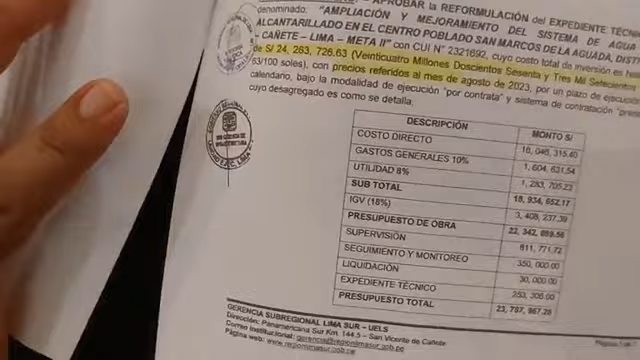 APROBAR LA REFORMULACIÓN DEL EXPEDIENTE TÉCNICO
denominado: "AMPLIACIÓN Y MEJORAMIENTO DEL SISTEMA DE AGUA
ALCANTARILLADO EN EL CENTRO POBLADO SAN MARCOS DE LA AGUADA,
- CAÑETE – LIMA – META II" con CUI N° 2321692, cuyo costo total de inversión es
de S/ 24, 263, 726.63 (Veinticuatro Millones Doscientos Sesenta y Tres Mil Setecientos
63/100 soles), con precios referidos al mes de agosto de 2023, por un plazo de
calendario, bajo la modalidad de ejecución "por contrata" y sistema de contratación
cuyo desagregado es como se detalla.
DESCRIPCIÓN MONTO S/
COSTO DIRECTO 16, 046, 315.40
GASTOS GENERALES 10% 1, 604, 631.54
UTILIDAD 8% 1, 283, 705.23
SUB TOTAL 18, 934, 652.17
IGV (18%) 3, 408, 237.39
PRESUPUESTO DE OBRA 22, 342, 889.56
SUPERVISIÓN 811, 771.72
SEGUIMIENTO Y MONITOREO 350, 000.00
LIQUIDACIÓN 30, 000.00
EXPEDIENTE TÉCNICO 253, 306.00
PRESUPUESTO TOTAL 23, 787, 967.28
GERENCIA SUBREGIONAL LIMA SUR – UELS
Dirección: Panamericana Sur Km. 144.5 – San Vicente de Cañete
Correo institucional: gerencia@regionlimasur.gob.pe
Página web: www.regionlimasur.gob.pe